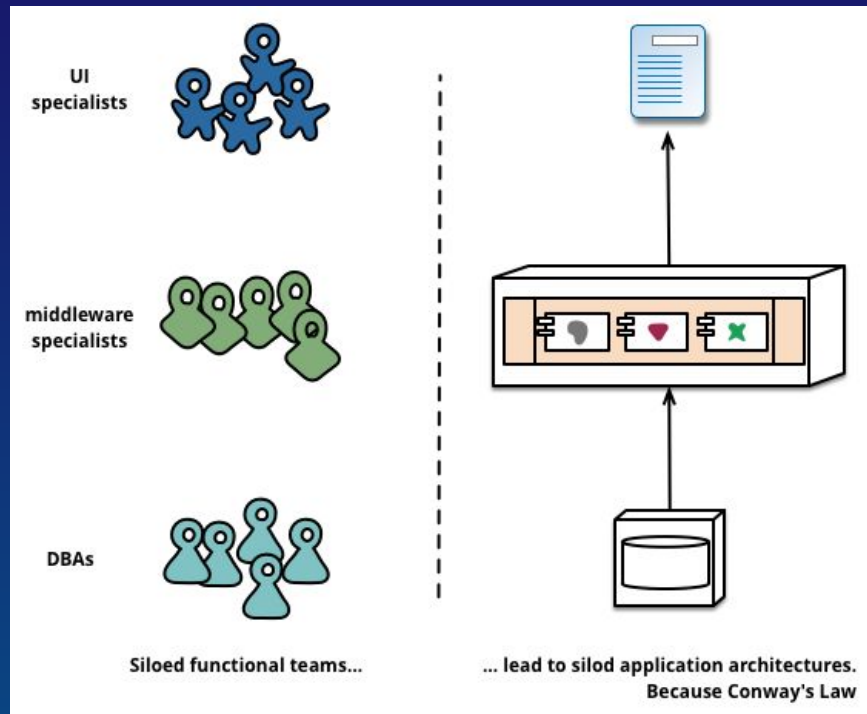 UI
specialists
middleware
specialists
DBAs
Siloed functional teams...
... lead to silod application architectures.
Because Conway's Law